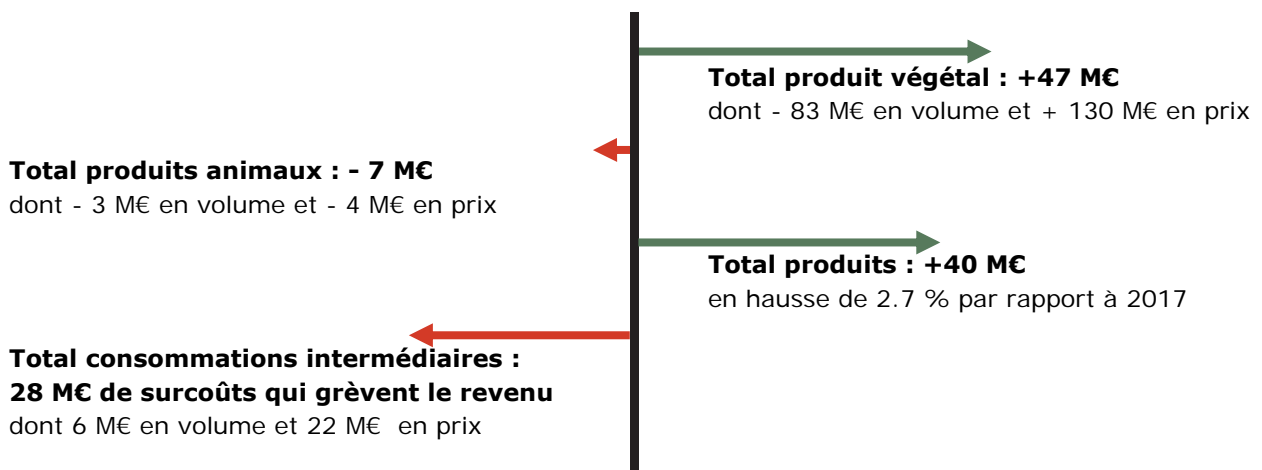 Total produit végétal : +47 M€
dont - 83 M€ en volume et + 130 M€ en prix
Total produits animaux : - 7 M€
dont - 3 M€ en volume et - 4 M€ en prix
Total produits : +40 M€
en hausse de 2.7 % par rapport à 2017
Total consommations intermédiaires :
28 M€ de surcoûts qui grèvent le revenu
dont 6 M€ en volume et 22 M€ en prix